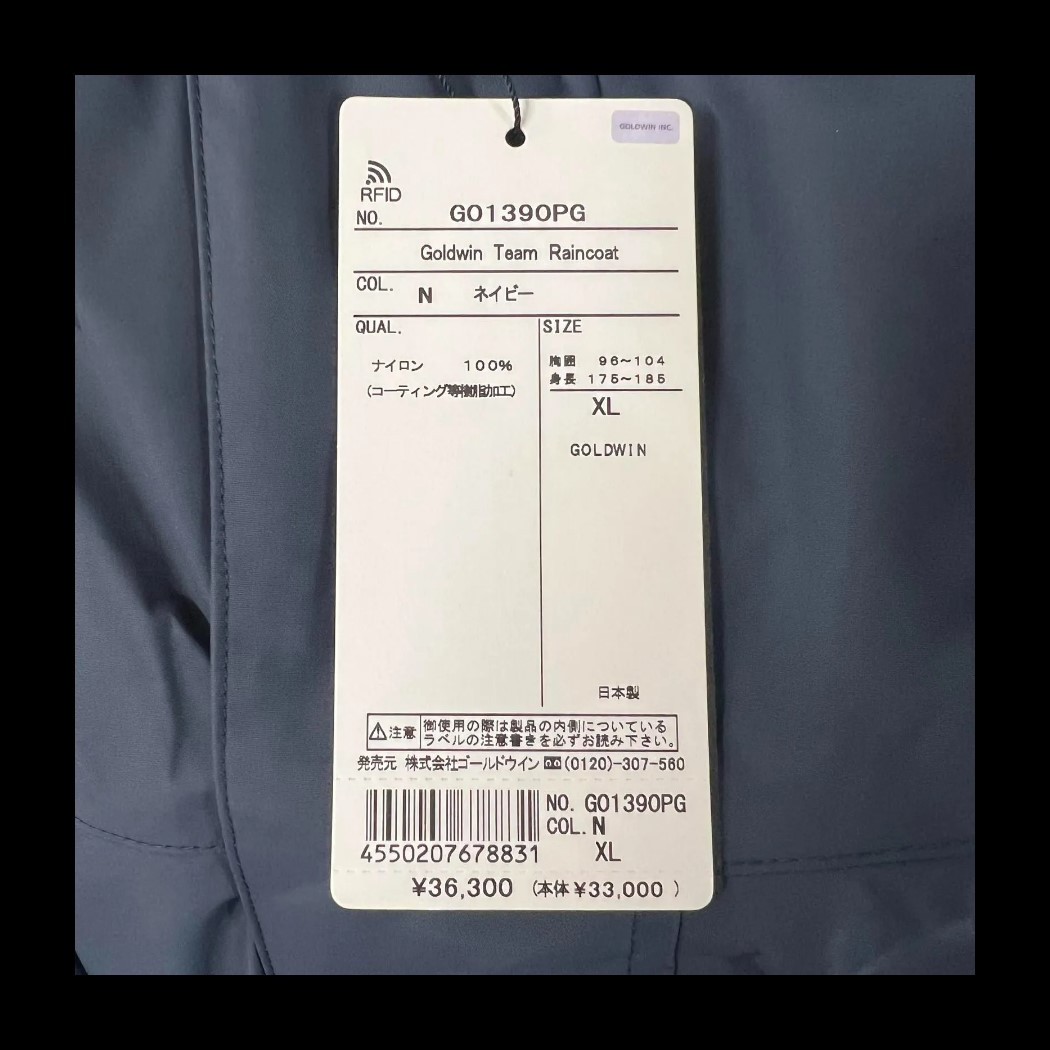 GOLDWIN INC.
RFID
NO. GO1390PG
Goldwin Team Raincoat
COL. N ネイビー
QUAL.
ナイロン 100%
(コーティング等樹脂加工)
SIZE
胸囲 96~104
身長 175~185
XL
GOLDWIN
日本製
注意 御使用の際は製品の内側についている
ラベルの注意書きを必ずお読み下さい。
発売元 株式会社ゴールドウイン (0120)-307-560
NO. GO1390PG
COL. N
4550207678831 XL
¥36,300 (本体¥33,000 )